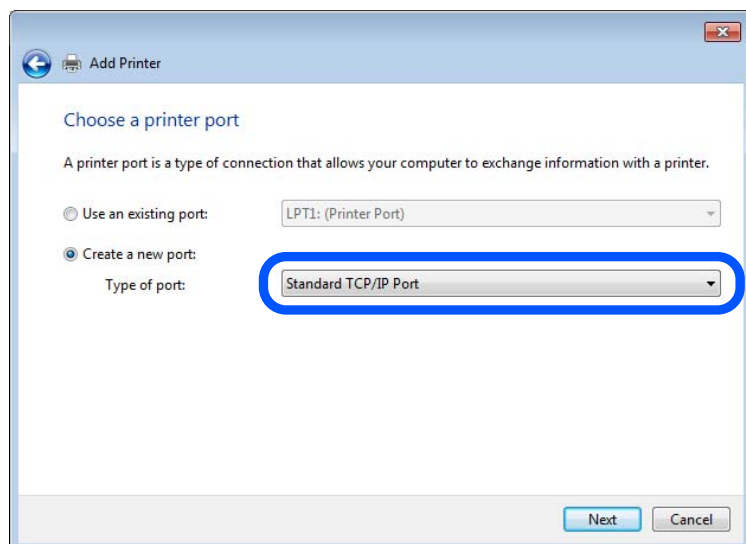 Add Printer
Choose a printer port
A printer port is a type of connection that allows your computer to exchange information with a printer.
Use an existing port: LPT1: (Printer Port)
Create a new port:
Type of port: Standard TCP/IP Port
Next Cancel